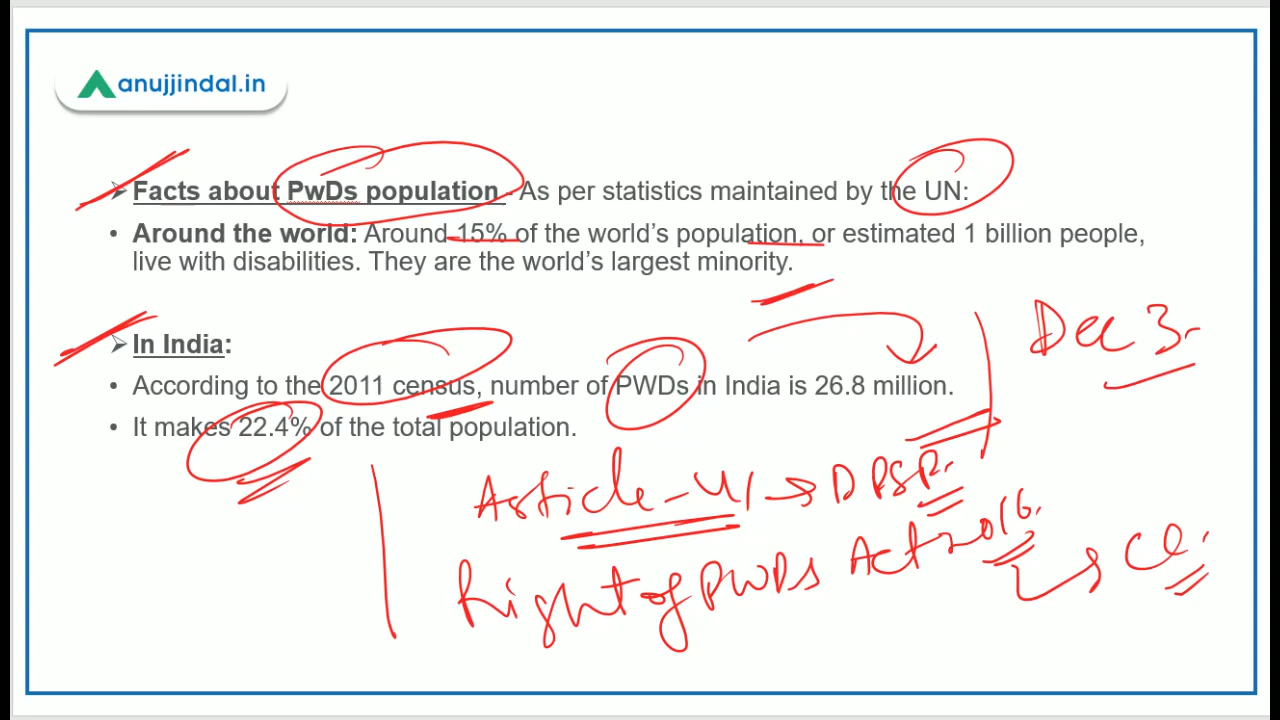 anujjindal.in
➢ Facts about PwDs population - As per statistics maintained by the UN:
• Around the world: Around 15% of the world’s population, or estimated 1 billion people,
live with disabilities. They are the world’s largest minority.
Dec 3.
➢ In India:
• According to the 2011 census, number of PWDs in India is 26.8 million.
• It makes 22.4% of the total population.
Article - 41 → DPSP.
Right of PWDs Act 2016.